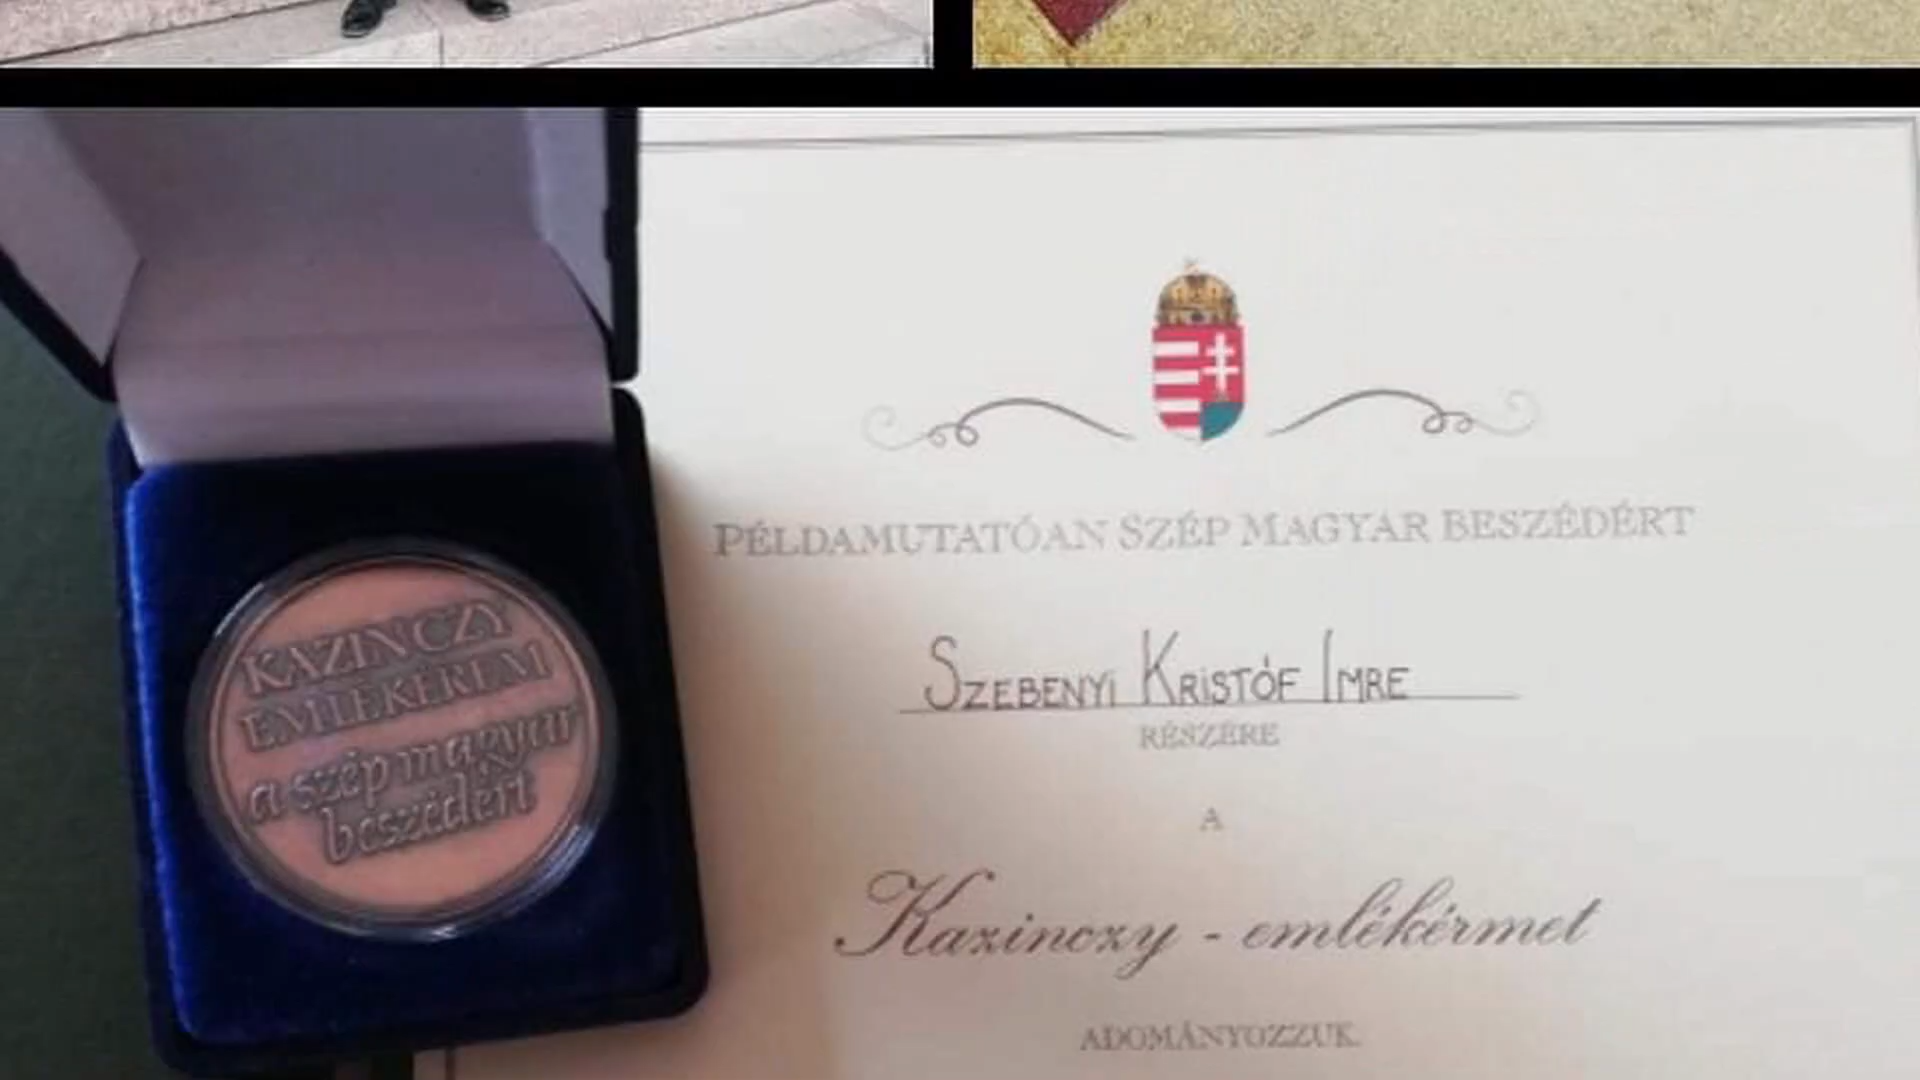 KAZINCZY
EMLÉKÉREM
a szép magyar
beszédért
PÉLDAMUTATÓAN SZÉP MAGYAR BESZÉDÉRT
SZEBENYI KRISTÓF IMRE
RÉSZÉRE
A
Kazinczy - emlékérmet
ADOMÁNYOZZUK.